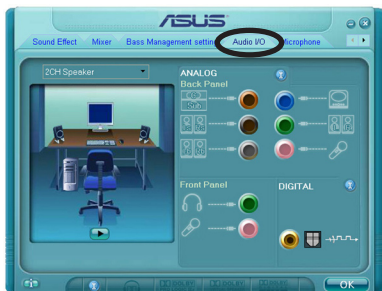 ASUS
Sound Effect Mixer Bass Management setting Audio I/O Microphone
2CH Speaker
ANALOG
Back Panel
Front Panel
DIGITAL
OK